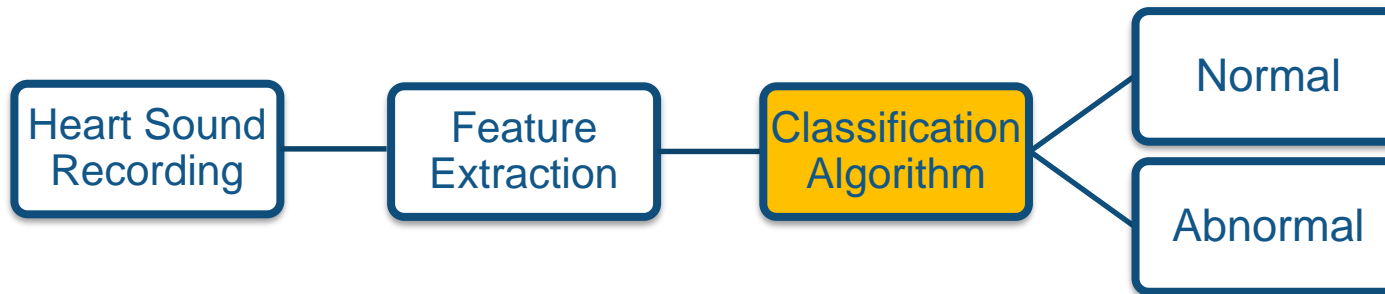 Heart Sound
Recording
Feature
Extraction
Classification
Algorithm
Normal
Abnormal